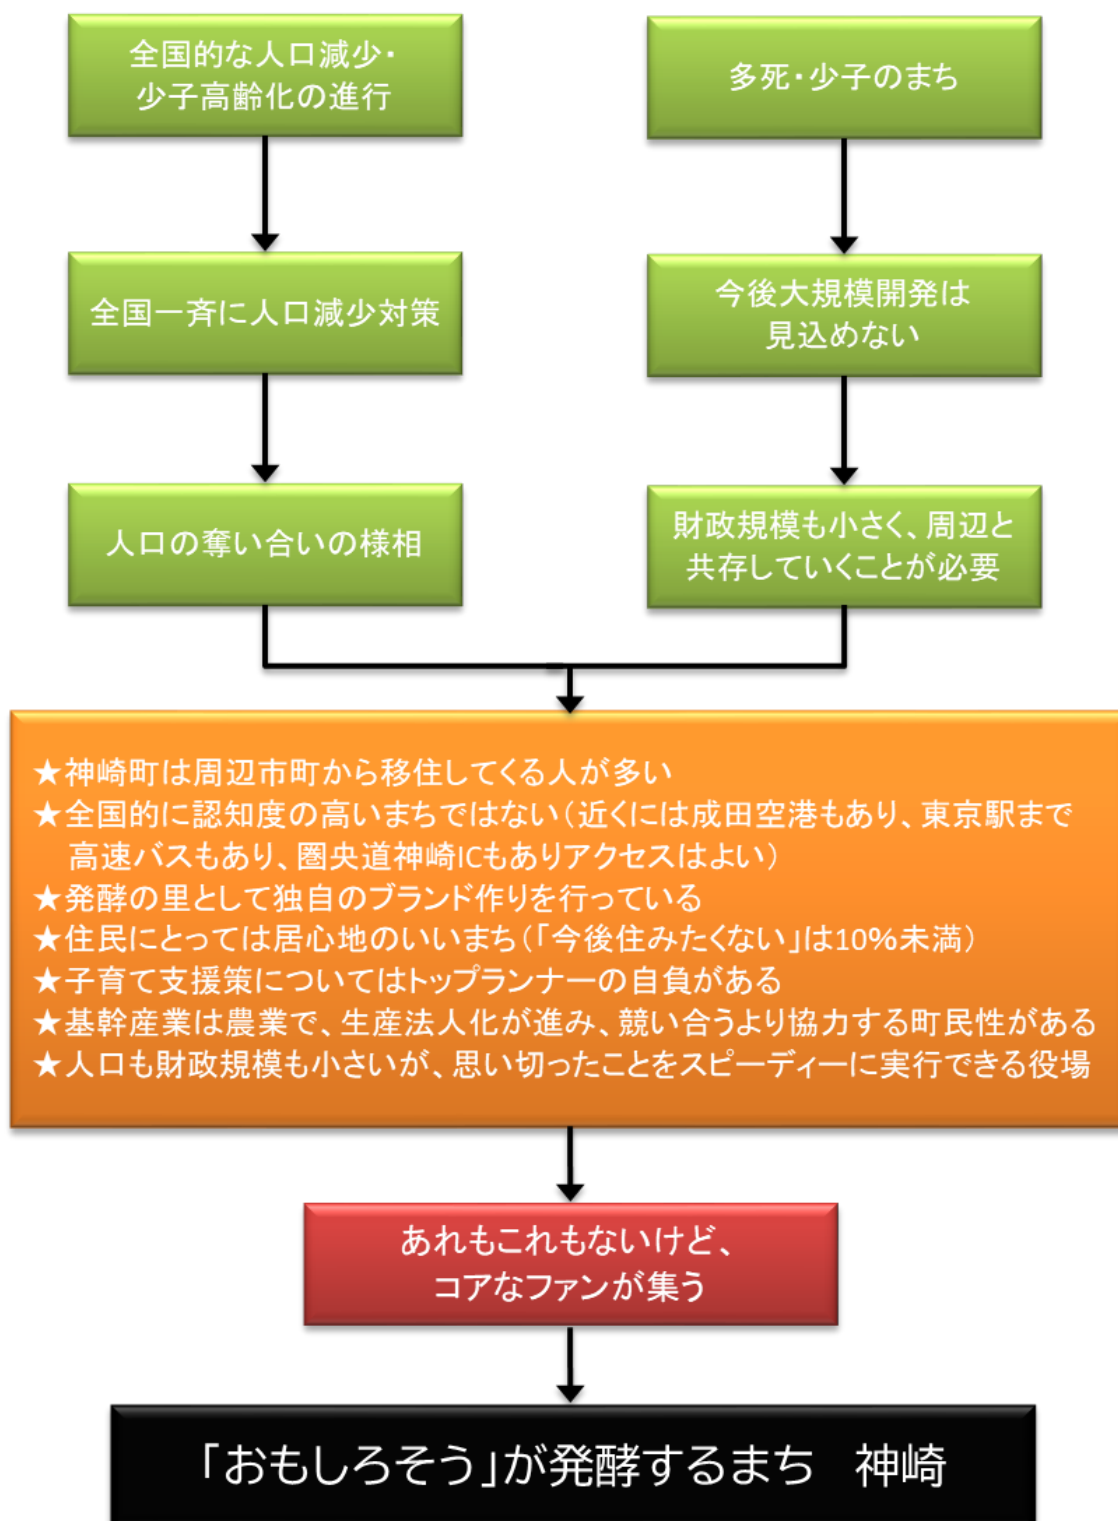 全国的な人口減少・
少子高齢化の進行
多死・少子のまち
全国一斉に人口減少対策
今後大規模開発は
見込めない
人口の奪い合いの様相
財政規模も小さく、周辺と
共存していくことが必要
★神崎町は周辺市町から移住してくる人が多い
★全国的に認知度の高いまちではない（近くには成田空港もあり、東京駅まで
高速バスもあり、圏央道神崎ICもありアクセスはよい）
★発酵の里として独自のブランド作りを行っている
★住民にとっては居心地のいいまち（「今後住みたくない」は10%未満）
★子育て支援策についてはトップランナーの自負がある
★基幹産業は農業で、生産法人化が進み、競い合うより協力する町民性がある
★人口も財政規模も小さいが、思い切ったことをスピーディーに実行できる役場
あれもこれもないけど、
コアなファンが集う
「おもしろそう」が発酵するまち　神崎